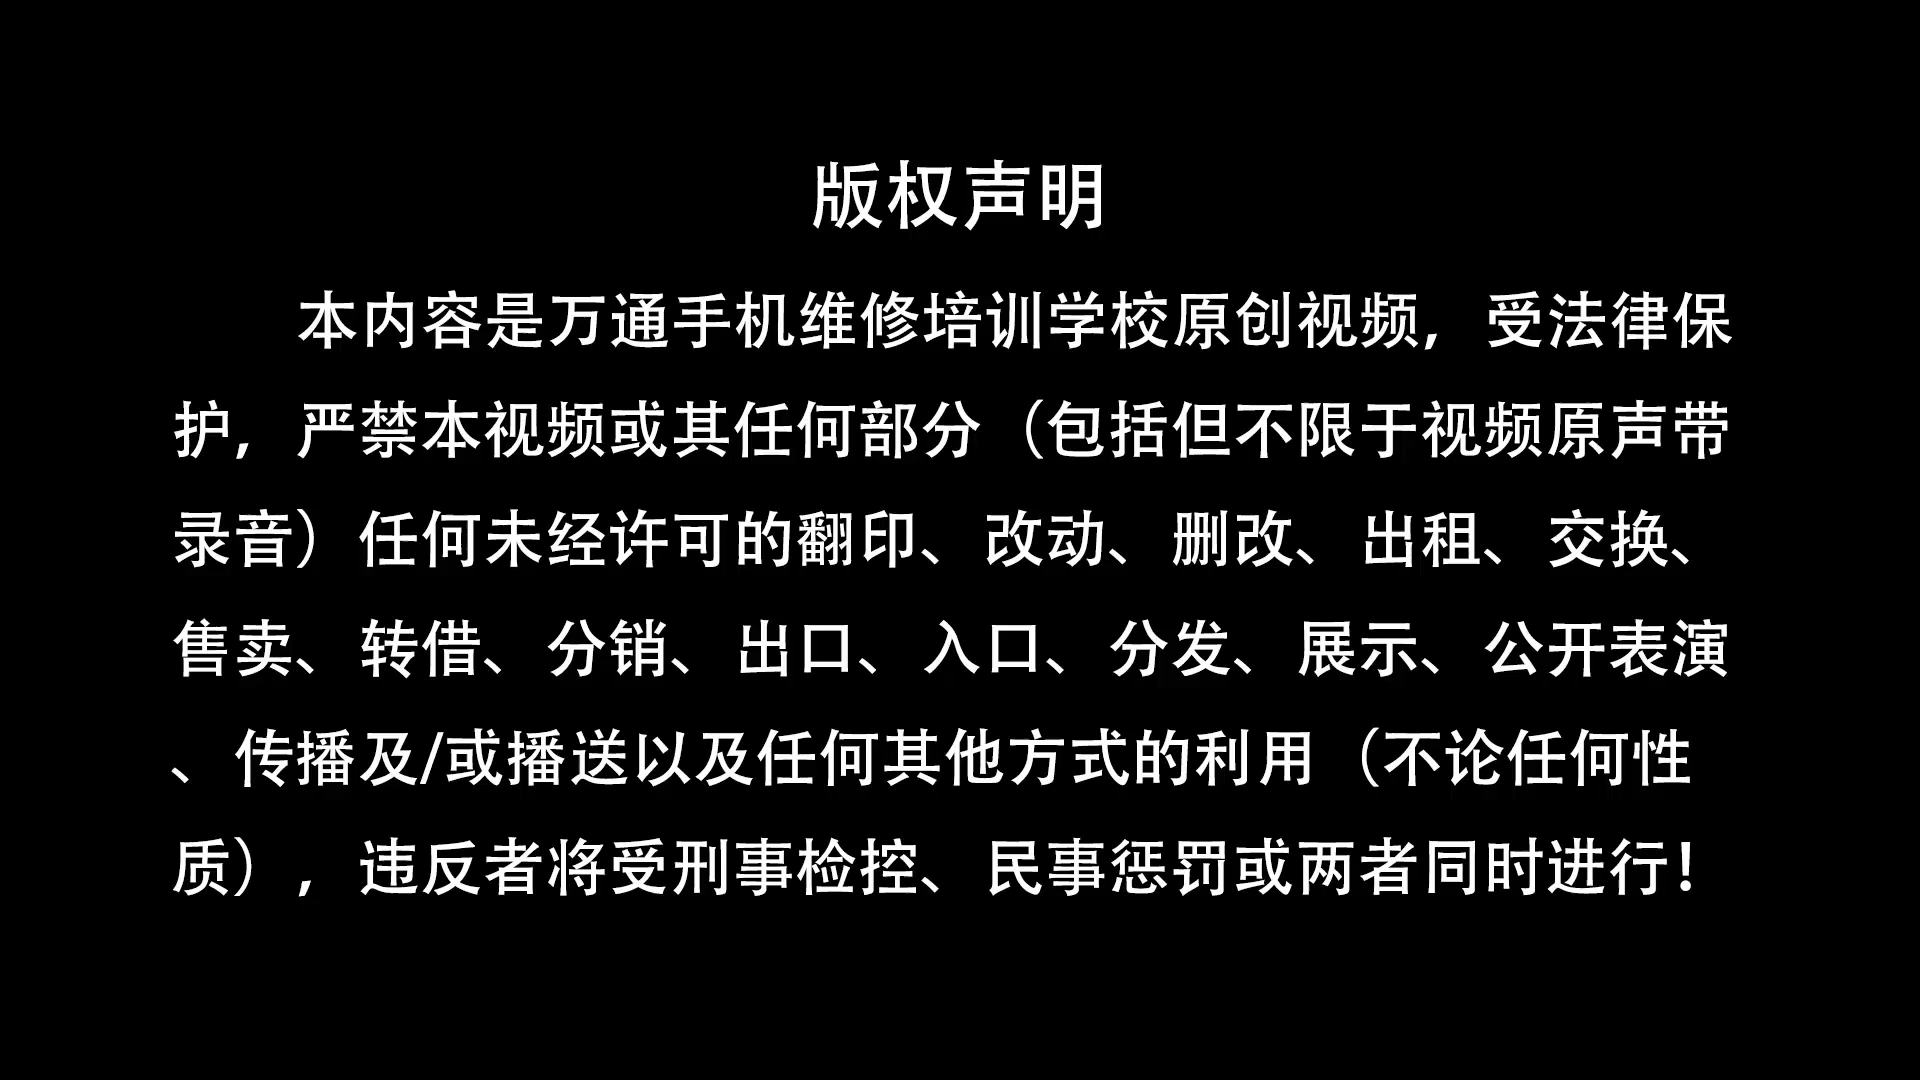 版权声明
本内容是万通手机维修培训学校原创视频，受法律保
护，严禁本视频或其任何部分（包括但不限于视频原声带
录音）任何未经许可的翻印、改动、删改、出租、交换、
售卖、转借、分销、出口、入口、分发、展示、公开表演
、传播及/或播送以及任何其他方式的利用（不论任何性
质），违反者将受刑事检控、民事惩罚或两者同时进行！